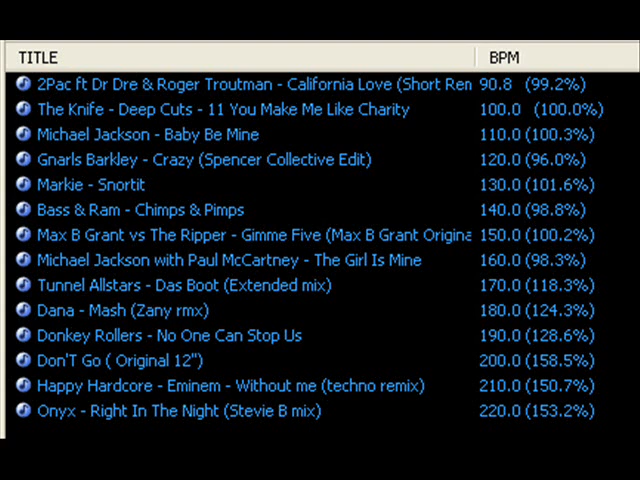 TITLE BPM
2Pac ft Dr Dre & Roger Troutman - California Love (Short Ren 90.8 (99.2%)
The Knife - Deep Cuts - 11 You Make Me Like Charity 100.0 (100.0%)
Michael Jackson - Baby Be Mine 110.0 (100.3%)
Gnarls Barkley - Crazy (Spencer Collective Edit) 120.0 (96.0%)
Markie - Snortit 130.0 (101.6%)
Bass & Ram - Chimps & Pimps 140.0 (98.8%)
Max B Grant vs The Ripper - Gimme Five (Max B Grant Origina 150.0 (100.2%)
Michael Jackson with Paul McCartney - The Girl Is Mine 160.0 (98.3%)
Tunnel Allstars - Das Boot (Extended mix) 170.0 (118.3%)
Dana - Mash (Zany rmx) 180.0 (124.3%)
Donkey Rollers - No One Can Stop Us 190.0 (128.6%)
Don'T Go ( Original 12") 200.0 (158.5%)
Happy Hardcore - Eminem - Without me (techno remix) 210.0 (150.7%)
Onyx - Right In The Night (Stevie B mix) 220.0 (153.2%)